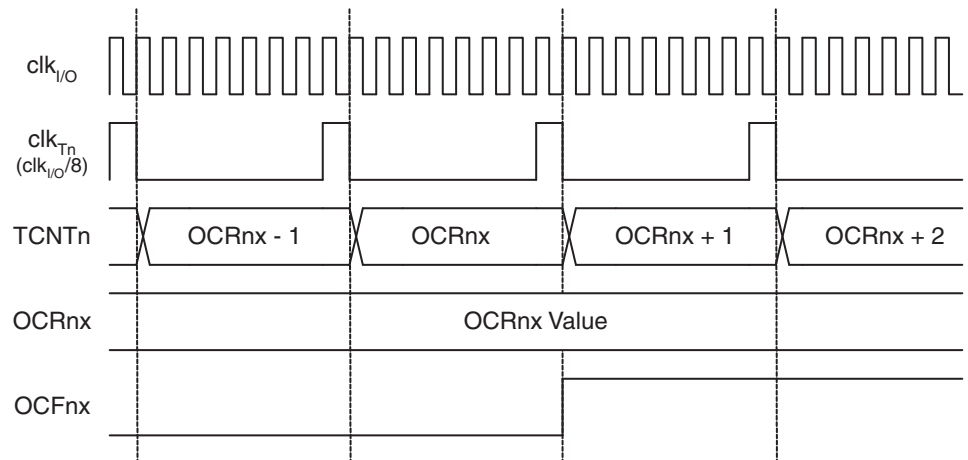 clkI/O
clkTn
(clkI/O/8)
TCNTn OCRnx - 1 OCRnx OCRnx + 1 OCRnx + 2
OCRnx OCRnx Value
OCFnx